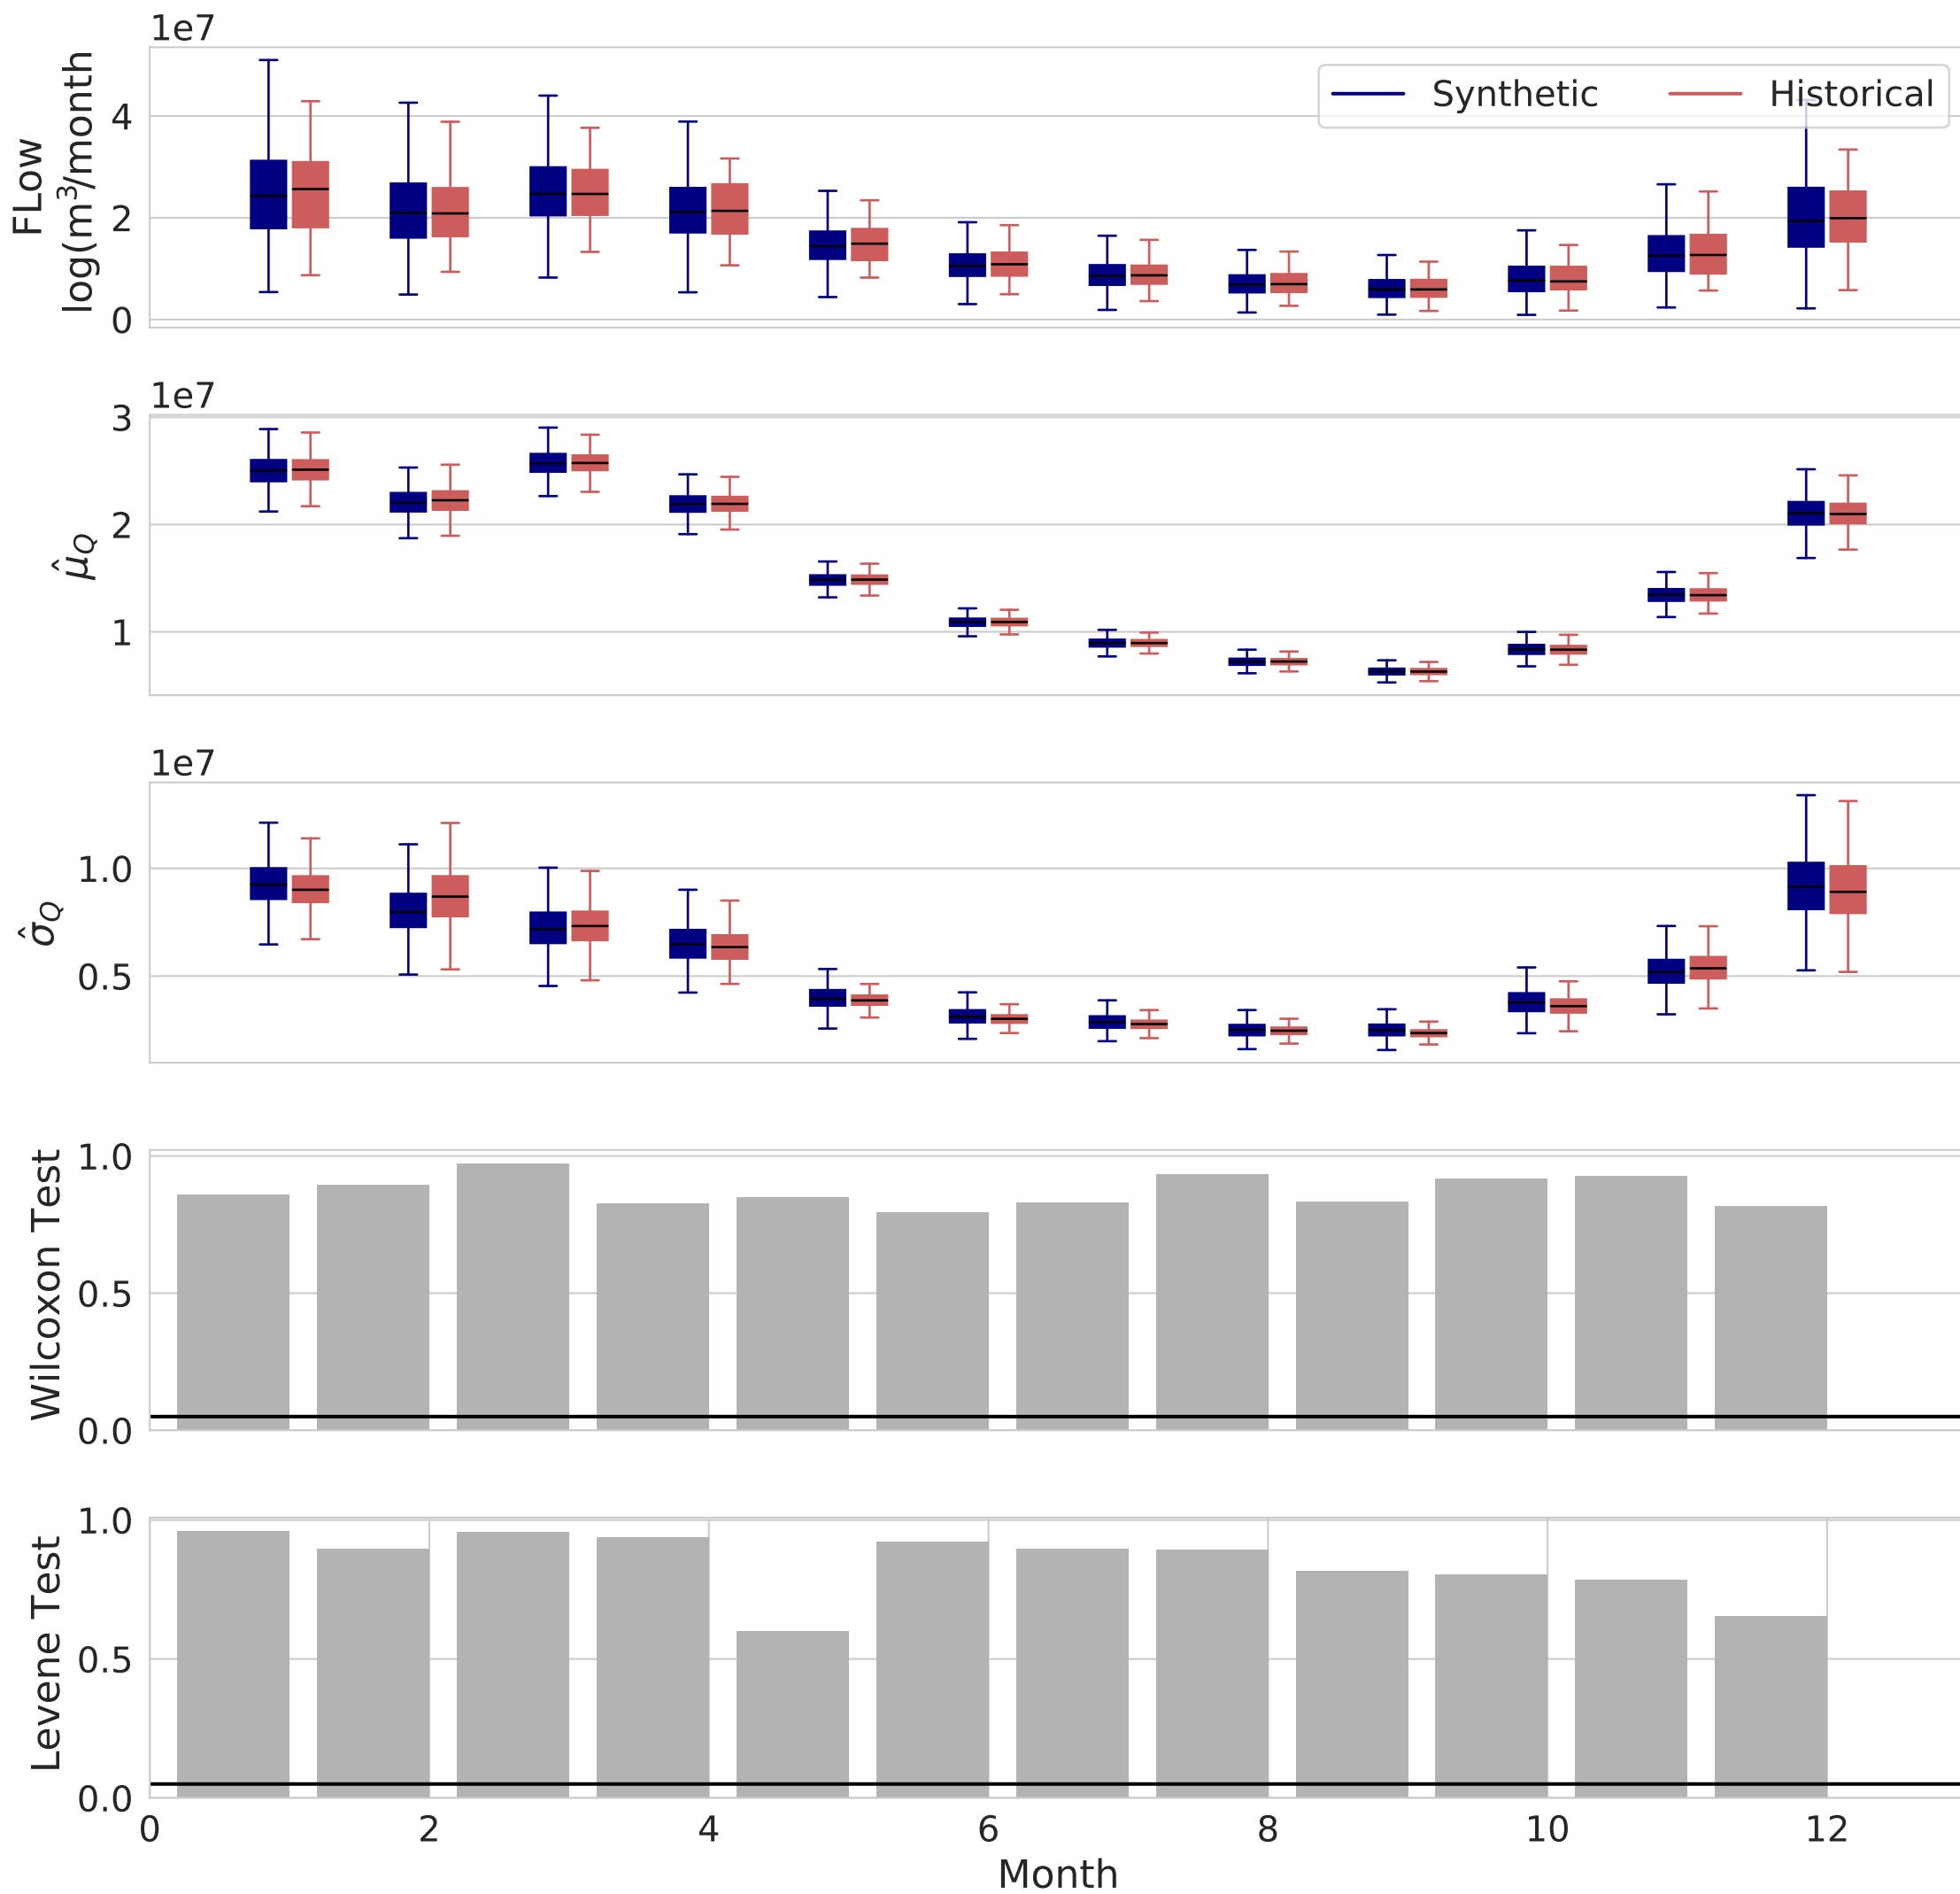 1e7
FLow
log(m³/month
4
2
0
Synthetic
Historical
1e7
μ̂_Q
3
2
1
1e7
σ̂_Q
1.0
0.5
Wilcoxon Test
1.0
0.5
0.0
Levene Test
1.0
0.5
0.0
0 2 4 6 8 10 12
Month